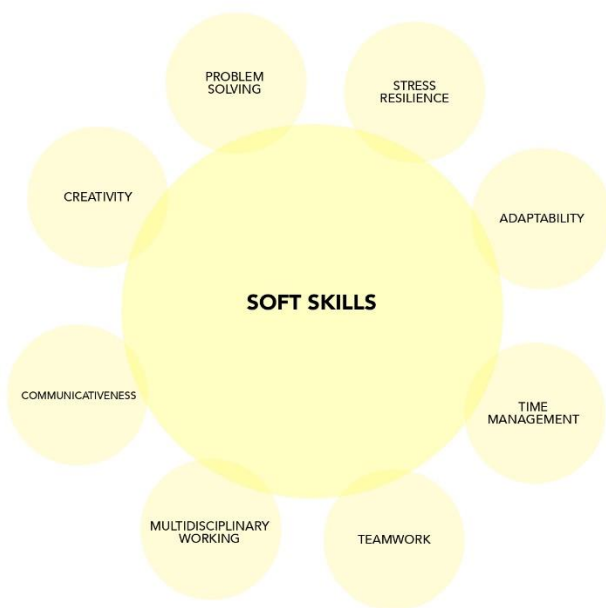 PROBLEM
SOLVING
STRESS
RESILIENCE
CREATIVITY
ADAPTABILITY
SOFT SKILLS
COMMUNICATIVENESS
TIME
MANAGEMENT
MULTIDISCIPLINARY
WORKING
TEAMWORK